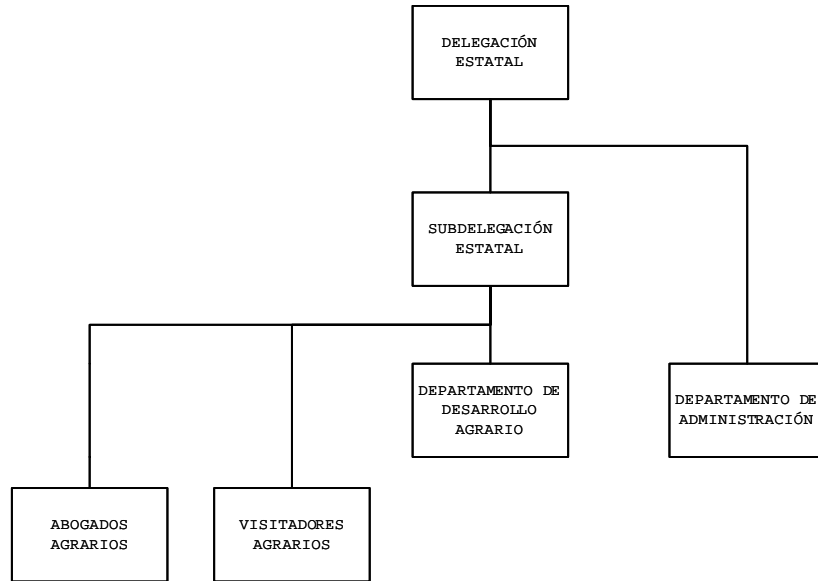 DELEGACIÓN
ESTATAL
SUBDELEGACIÓN
ESTATAL
DEPARTAMENTO DE
DESARROLLO
AGRARIO
DEPARTAMENTO DE
ADMINISTRACIÓN
ABOGADOS
AGRARIOS
VISITADORES
AGRARIOS